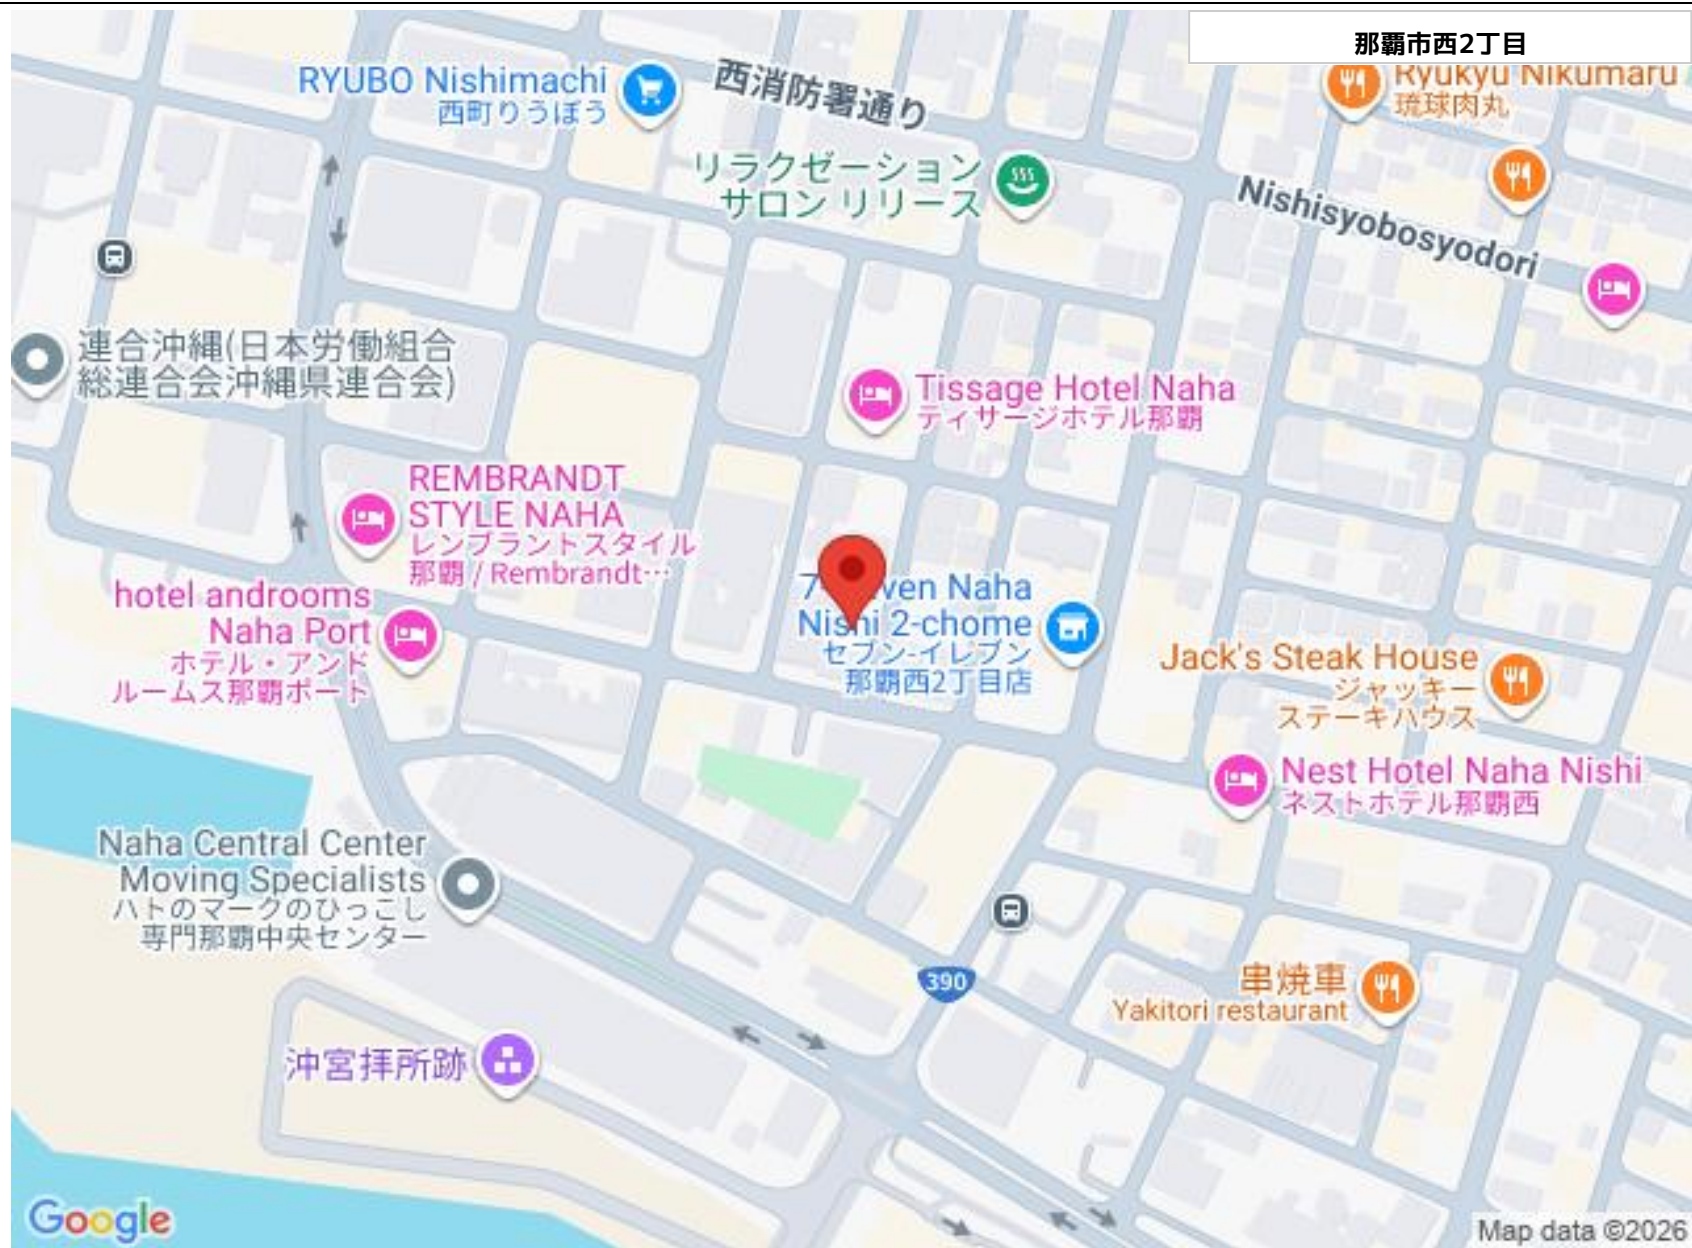 那覇市西2丁目
RYUBO Nishimachi
西町りうぼう
西消防署通り
Ryukyu Nikumaru
琉球肉丸
リラクゼーション
サロン リリース
Nishisyobosyodori
連合沖縄(日本労働組合
総連合会沖縄県連合会)
Tissage Hotel Naha
ティサージホテル那覇
REMBRANDT
STYLE NAHA
レンブラントスタイル
那覇 / Rembrandt…
hotel androoms
Naha Port
ホテル・アンド
ルームス那覇ポート
Naha
Nishi 2-chome
セブン-イレブン
那覇西2丁目店
Jack's Steak House
ジャッキー
ステーキハウス
Nest Hotel Naha Nishi
ネストホテル那覇西
Naha Central Center
Moving Specialists
ハトのマークのひっこし
専門那覇中央センター
390
串焼車
Yakitori restaurant
沖宮拝所跡
Google
Map data ©2026